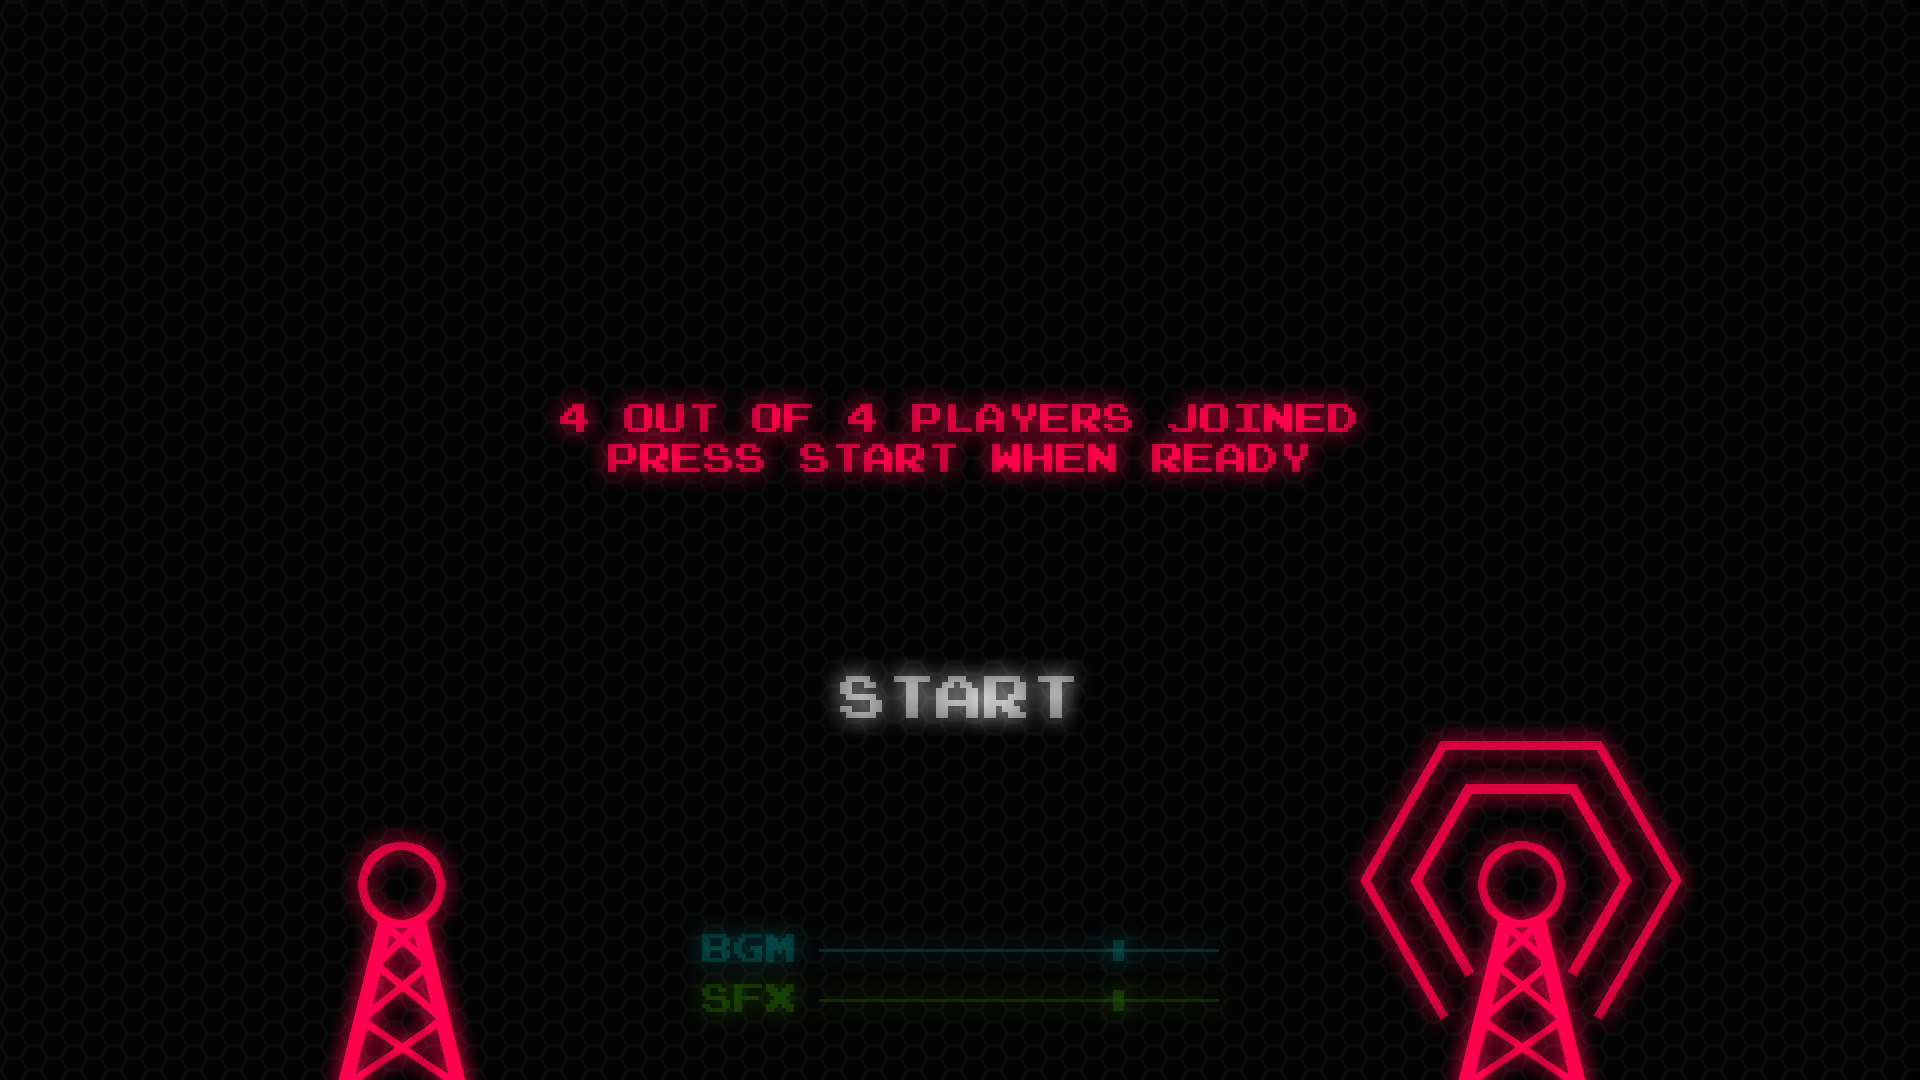 4 OUT OF 4 PLAYERS JOINED
PRESS START WHEN READY
START
BGM
SFX